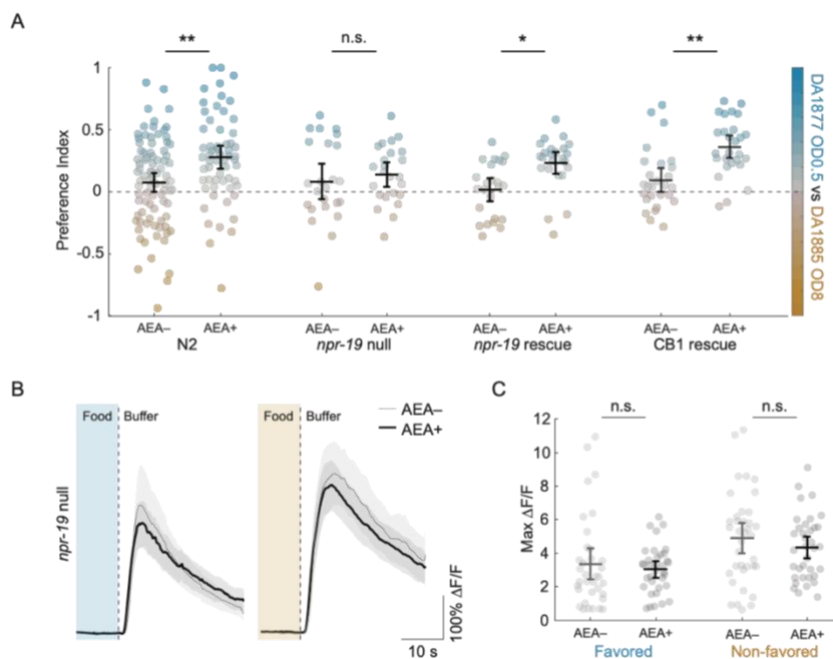 A
**
n.s.
*
**
1
0.5
0
-0.5
-1
Preference Index
AEA– AEA+ AEA– AEA+ AEA– AEA+ AEA– AEA+
N2 npr-19 null npr-19 rescue CB1 rescue
DA1877 OD0.5 vs DA1885 OD8
B
Food Buffer Food Buffer
AEA–
AEA+
npr-19 null
100% ΔF/F
10 s
C
n.s. n.s.
12
10
8
6
4
2
0
Max ΔF/F
AEA– AEA+ AEA– AEA+
Favored Non-favored